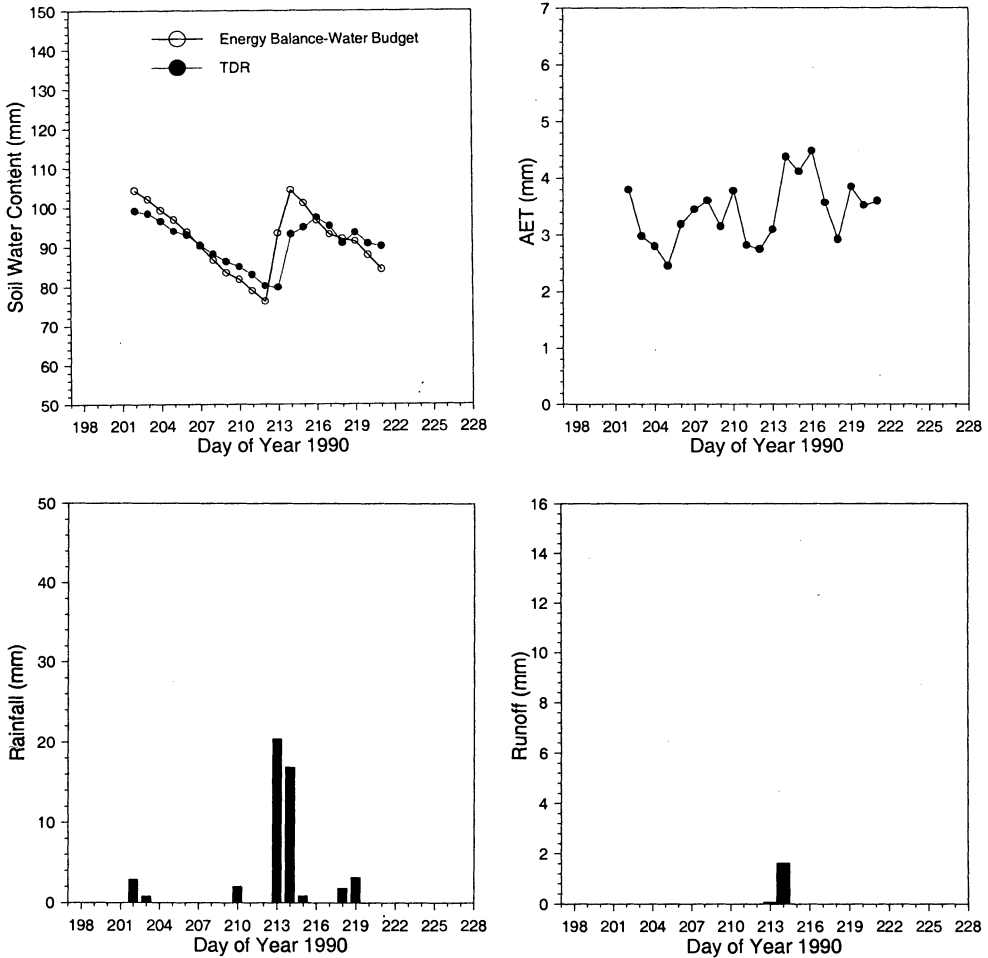 150
140
130
120
110
100
90
80
70
60
50
Soil Water Content (mm)
Energy Balance-Water Budget
TDR
198 201 204 207 210 213 216 219 222 225 228
Day of Year 1990
7
6
5
4
3
2
1
0
AET (mm)
198 201 204 207 210 213 216 219 222 225 228
Day of Year 1990
50
40
30
20
10
0
Rainfall (mm)
198 201 204 207 210 213 216 219 222 225 228
Day of Year 1990
16
14
12
10
8
6
4
2
0
Runoff (mm)
198 201 204 207 210 213 216 219 222 225 228
Day of Year 1990